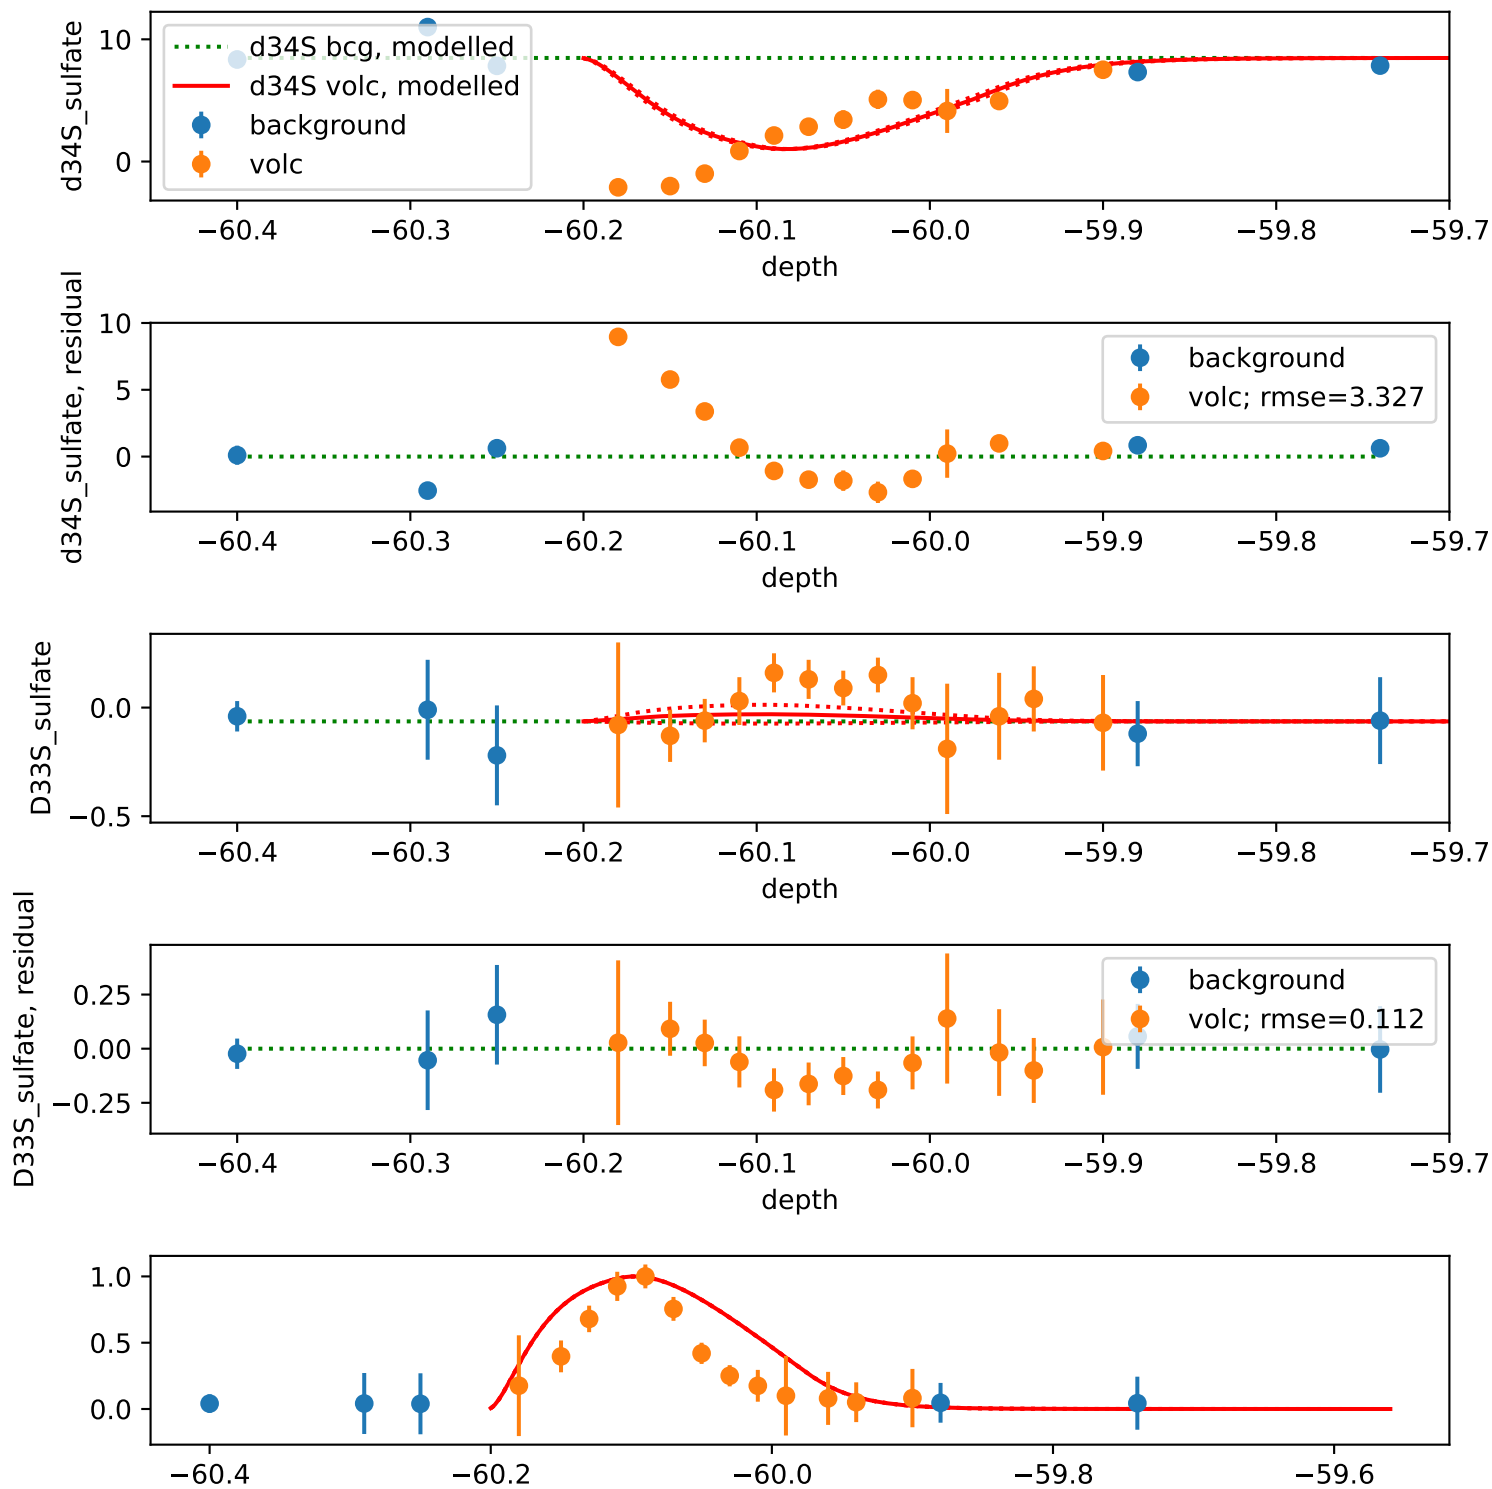 d34S_sulfate
10
0
d34S bcg, modelled
d34S volc, modelled
background
volc
−60.4 −60.3 −60.2 −60.1 −60.0 −59.9 −59.8 −59.7
depth
d34S_sulfate, residual
10
5
0
background
volc; rmse=3.327
−60.4 −60.3 −60.2 −60.1 −60.0 −59.9 −59.8 −59.7
depth
D33S_sulfate
0.0
−0.5
−60.4 −60.3 −60.2 −60.1 −60.0 −59.9 −59.8 −59.7
depth
D33S_sulfate, residual
0.25
0.00
−0.25
background
volc; rmse=0.112
−60.4 −60.3 −60.2 −60.1 −60.0 −59.9 −59.8 −59.7
depth
1.0
0.5
0.0
−60.4 −60.2 −60.0 −59.8 −59.6